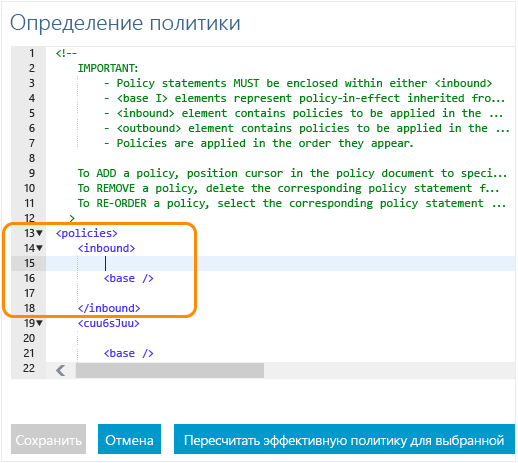 Определение политики
1 <!--
2 IMPORTANT:
3 - Policy statements MUST be enclosed within either <inbound>
4 - <base I> elements represent policy-in-effect inherited fro...
5 - <inbound> element contains policies to be applied in the ...
6 - <outbound> element contains policies to be applied in the ...
7 - Policies are applied in the order they appear.
8
9 To ADD a policy, position cursor in the policy document to speci...
10 To REMOVE a policy, delete the corresponding policy statement f...
11 To RE-ORDER a policy, select the corresponding policy statement ...
12 >
13 <policies>
14 <inbound>
15
16 <base />
17
18 </inbound>
19 <cuu6sJuu>
20
21 <base />
22
Сохранить Отмена Пересчитать эффективную политику для выбранной